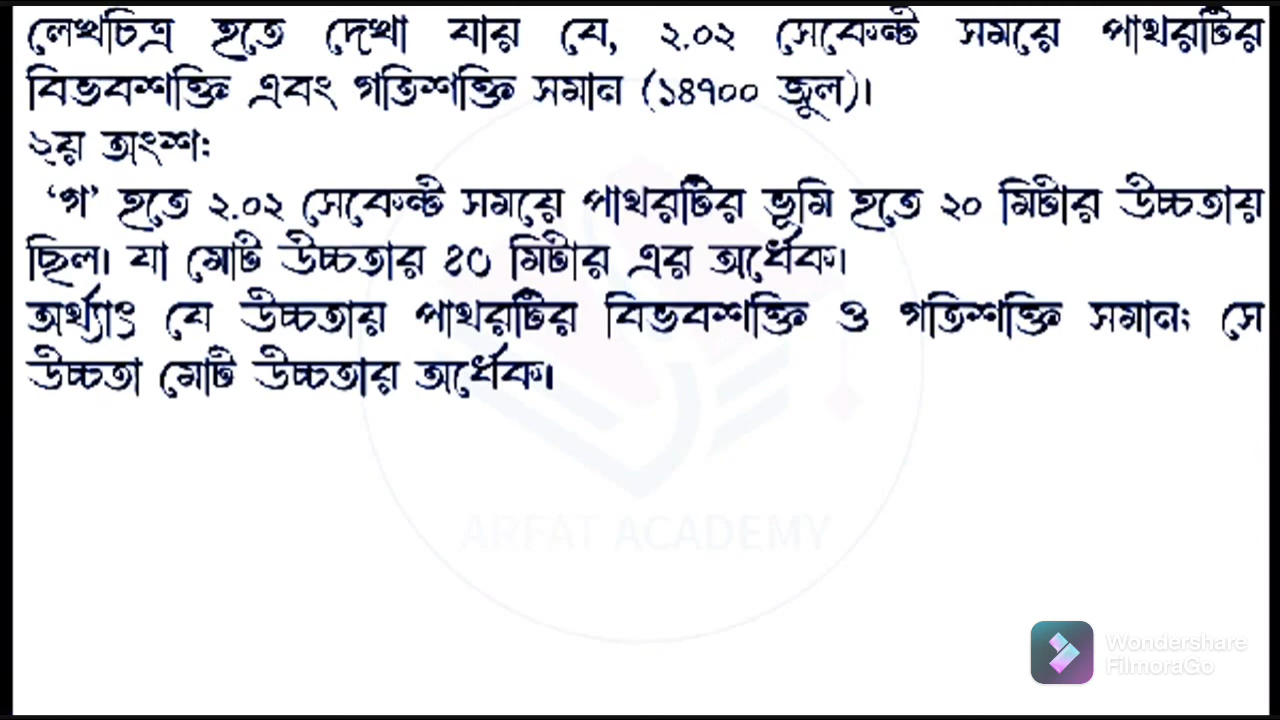 লেখচিত্র হতে দেখা যায় যে, ২.০২ সেকেন্ট সময়ে পাথরটির
বিভবশক্তি এবং গতিশক্তি সমান (১৪৭০০ জুল)।
২য় অংশঃ
‘গ’ হতে ২.০২ সেকেন্ট সময়ে পাথরটির ভূমি হতে ২০ মিটার উচ্চতায়
ছিল। যা মোট উচ্চতার ৪০ মিটার এর অর্ধেক।
অর্থ্যাৎ যে উচ্চতায় পাথরটির বিভবশক্তি ও গতিশক্তি সমান; সে
উচ্চতা মোট উচ্চতার অর্ধেক।
ARFAT ACADEMY
Wondershare
FilmoraGo